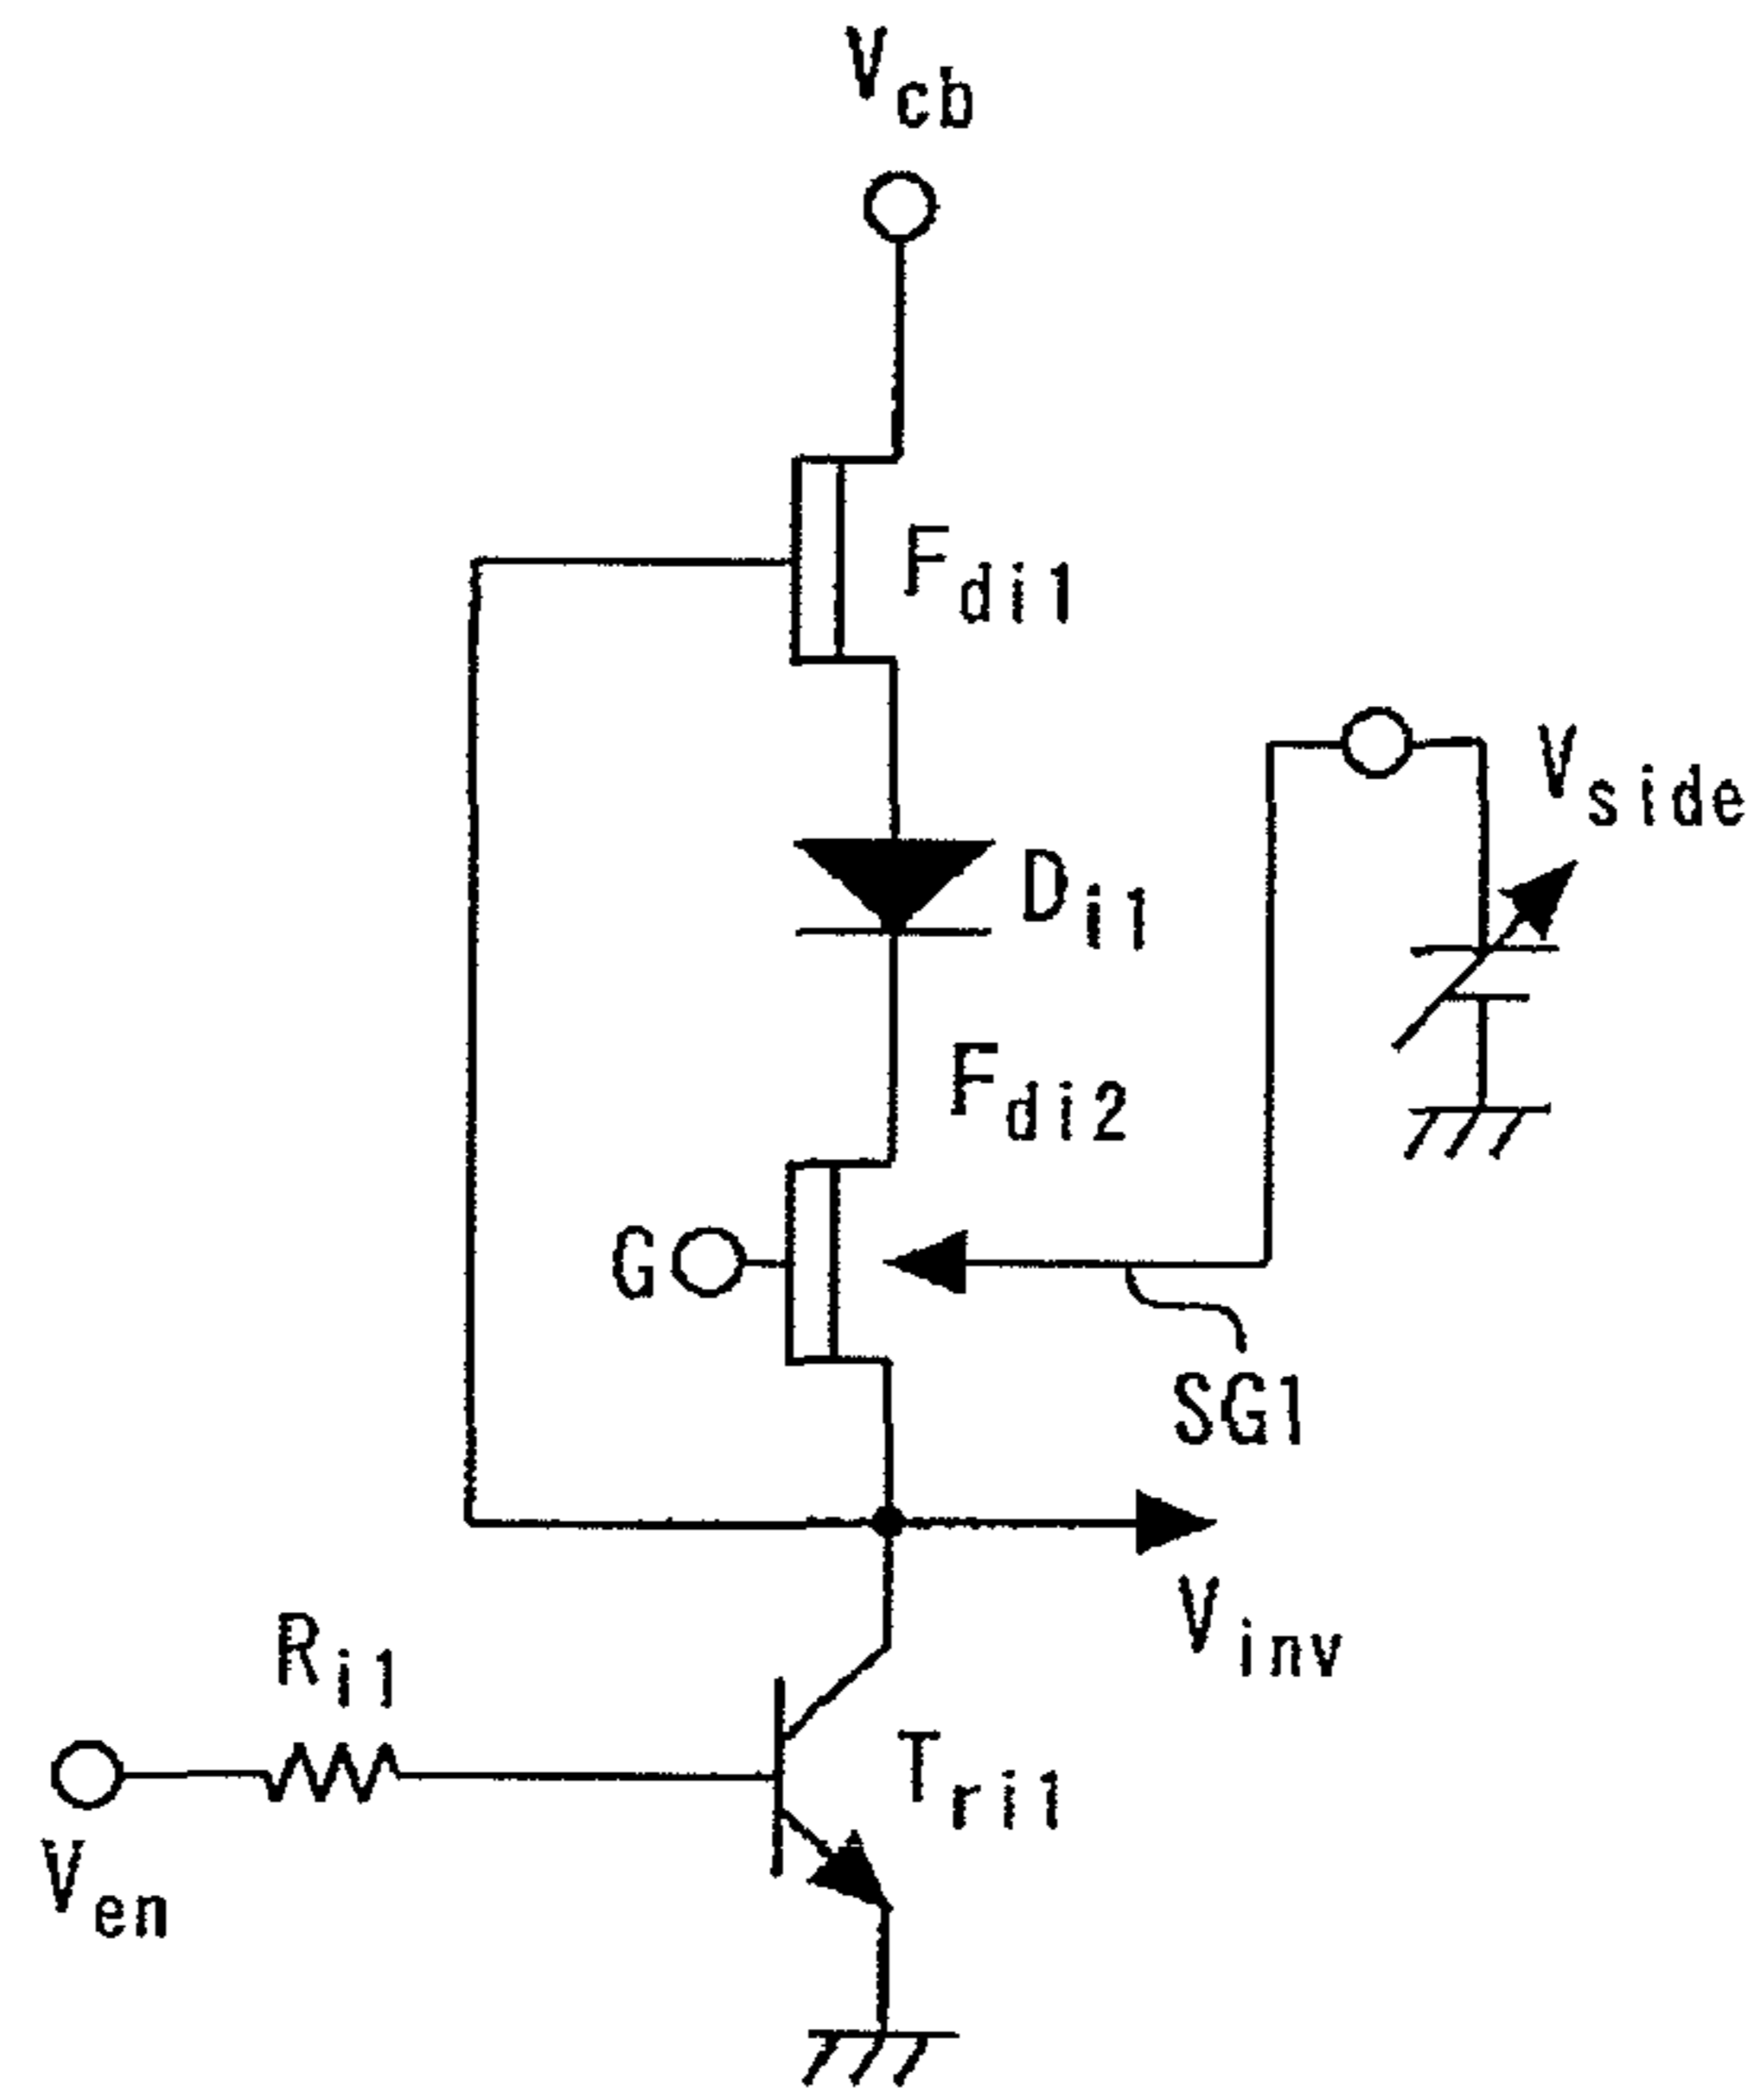 Vcb
Fdi1
Vside
Di1
Fdi2
G
SG1
Vinv
Ri1
Tri1
Ven